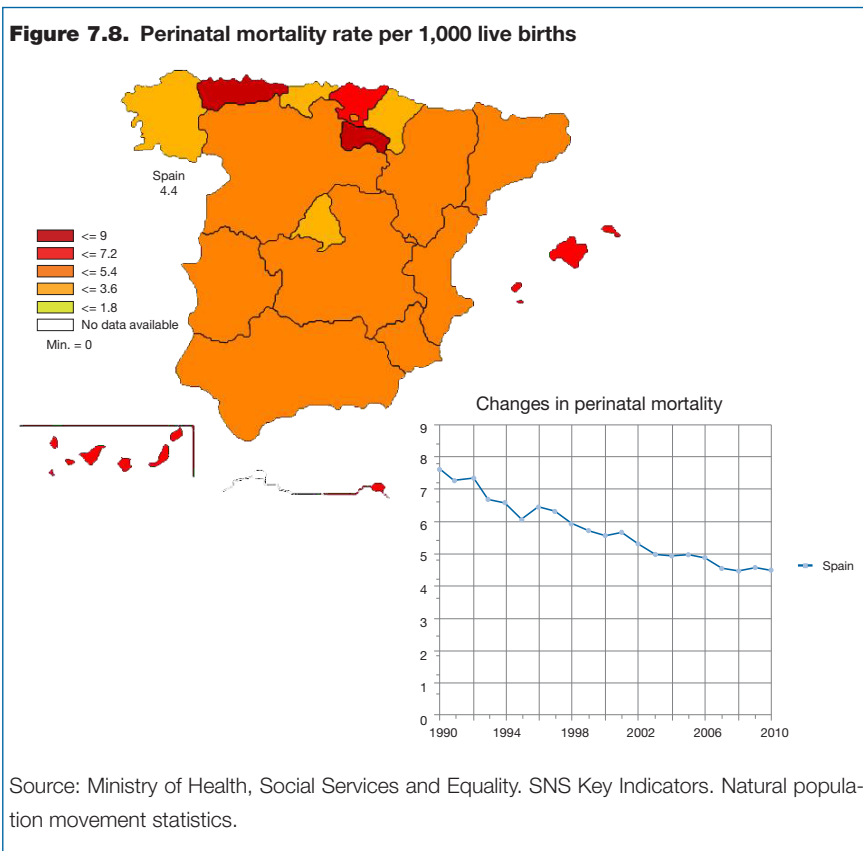 Figure 7.8. Perinatal mortality rate per 1,000 live births
Spain
4.4
<= 9
<= 7.2
<= 5.4
<= 3.6
<= 1.8
No data available
Min. = 0
Changes in perinatal mortality
9
8
7
6
5
4
3
2
1
0
1990 1994 1998 2002 2006 2010
Spain
Source: Ministry of Health, Social Services and Equality. SNS Key Indicators. Natural popula-
tion movement statistics.